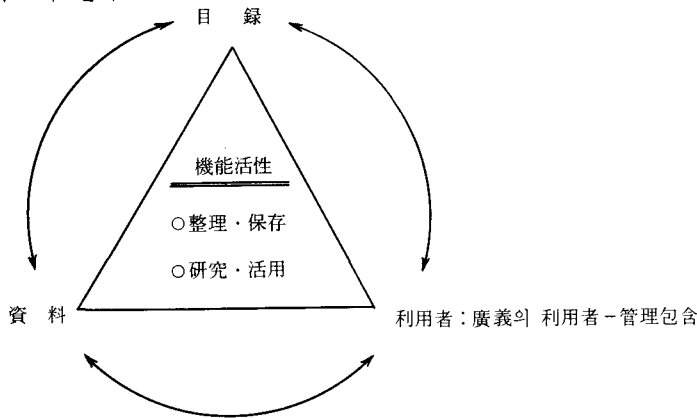 目 録
機能活性
○整理・保存
○研究・活用
資 料
利用者:廣義의 利用者-管理包含